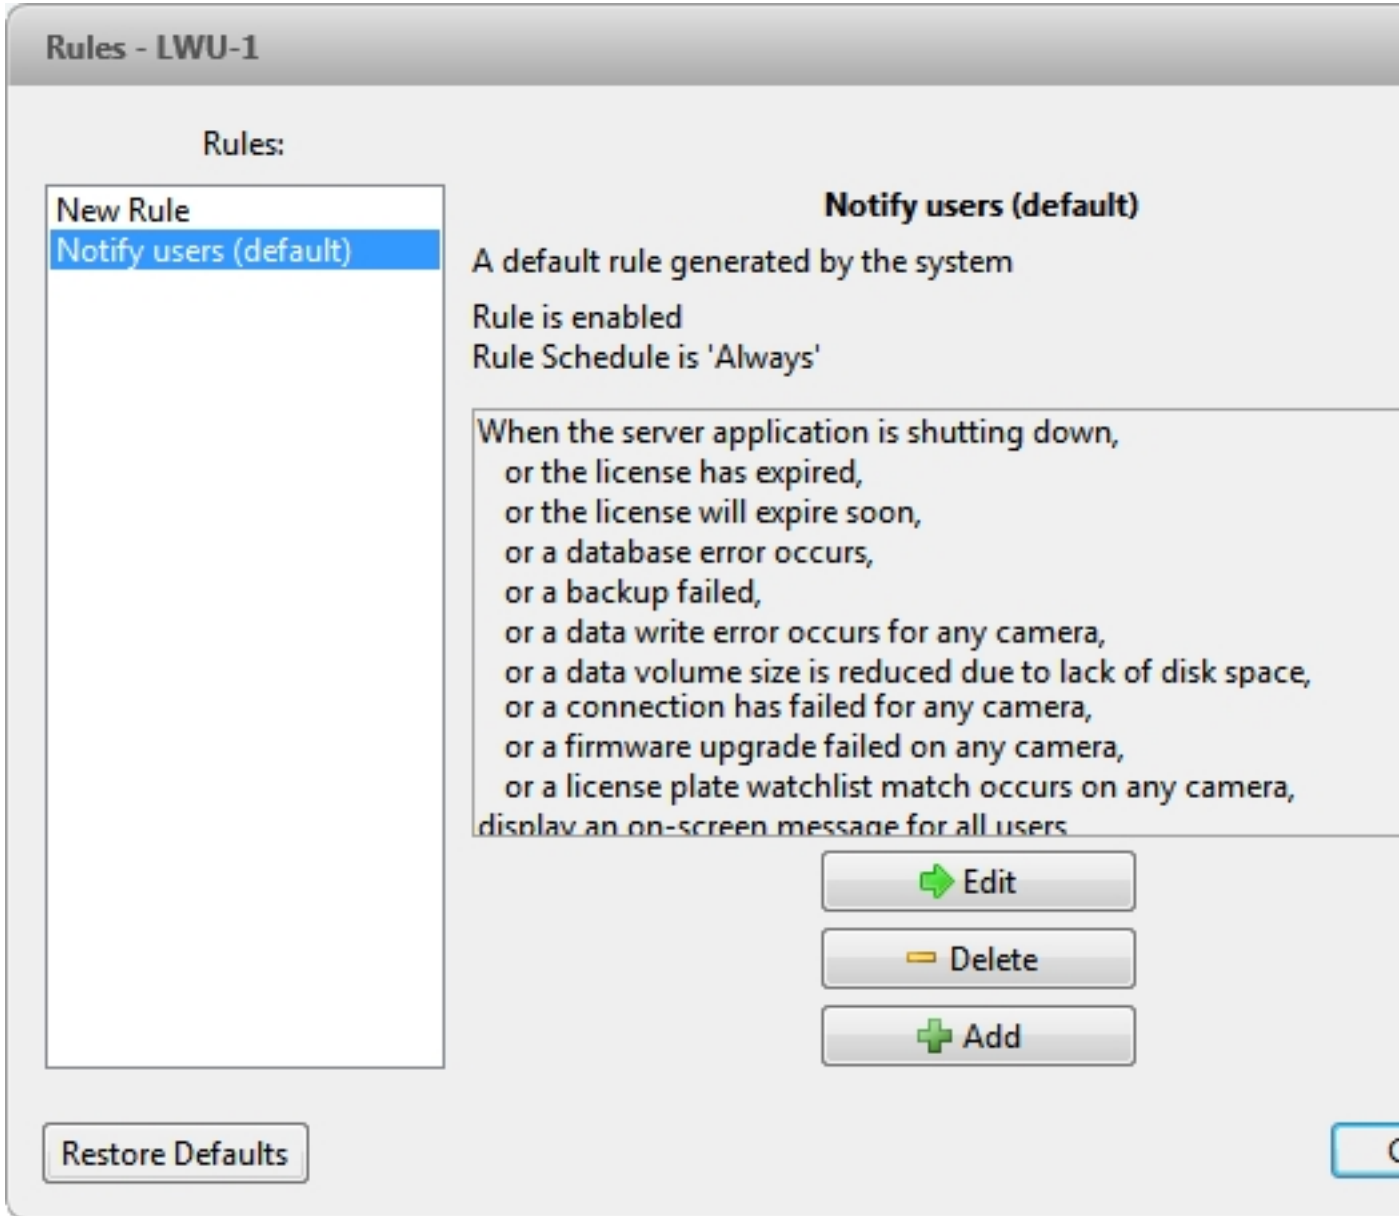 Rules - LWU-1
Rules:
New Rule
Notify users (default)
Notify users (default)
A default rule generated by the system
Rule is enabled
Rule Schedule is 'Always'
When the server application is shutting down,
or the license has expired,
or the license will expire soon,
or a database error occurs,
or a backup failed,
or a data write error occurs for any camera,
or a data volume size is reduced due to lack of disk space,
or a connection has failed for any camera,
or a firmware upgrade failed on any camera,
or a license plate watchlist match occurs on any camera,
display an on-screen message for all users
Edit
Delete
Add
Restore Defaults